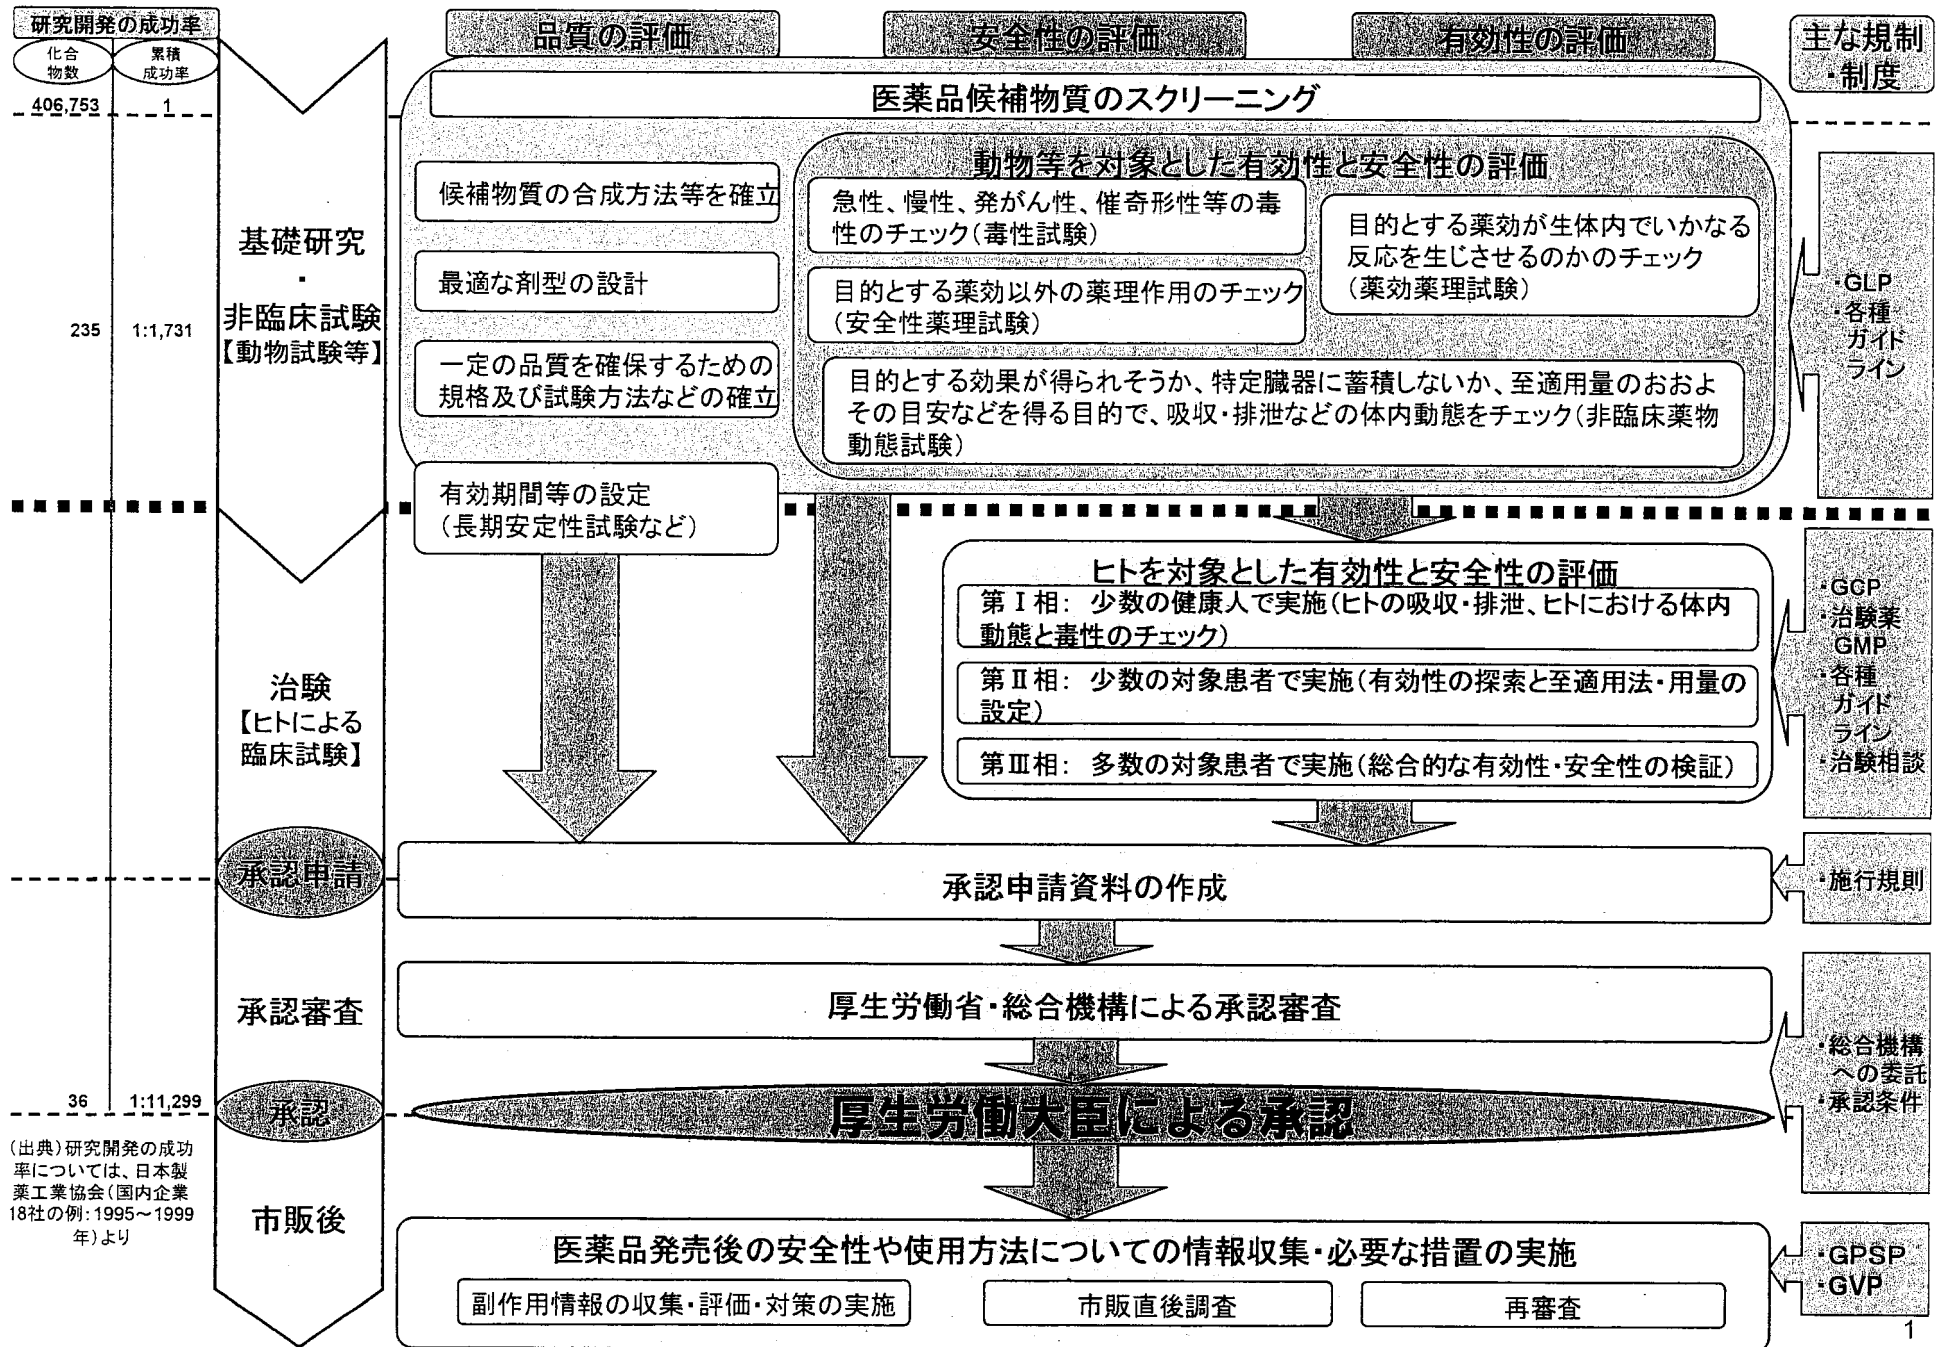 研究開発の成功率
化合
物数
累積
成功率
406,753
1
235
1:1,731
36
1:11,299
(出典)研究開発の成功
率については、日本製
薬工業協会(国内企業
18社の例:1995～1999
年)より
基礎研究
・
非臨床試験
【動物試験等】
治験
【ヒトによる
臨床試験】
承認申請
承認審査
承認
市販後
品質の評価
安全性の評価
有効性の評価
医薬品候補物質のスクリーニング
候補物質の合成方法等を確立
最適な剤型の設計
一定の品質を確保するための
規格及び試験方法などの確立
有効期間等の設定
(長期安定性試験など)
動物等を対象とした有効性と安全性の評価
急性、慢性、発がん性、催奇形性等の毒
性のチェック(毒性試験)
目的とする薬効以外の薬理作用のチェック
(安全性薬理試験)
目的とする薬効が生体内でいかなる
反応を生じさせるのかのチェック
(薬効薬理試験)
目的とする効果が得られそうか、特定臓器に蓄積しないか、至適用量のおおよ
その目安などを得る目的で、吸収・排泄などの体内動態をチェック(非臨床薬物
動態試験)
ヒトを対象とした有効性と安全性の評価
第Ⅰ相: 少数の健康人で実施(ヒトの吸収・排泄、ヒトにおける体内
動態と毒性のチェック)
第Ⅱ相: 少数の対象患者で実施(有効性の探索と至適用法・用量の
設定)
第Ⅲ相: 多数の対象患者で実施(総合的な有効性・安全性の検証)
承認申請資料の作成
厚生労働省・総合機構による承認審査
厚生労働大臣による承認
医薬品発売後の安全性や使用方法についての情報収集・必要な措置の実施
副作用情報の収集・評価・対策の実施
市販直後調査
再審査
主な規制
・制度
・GLP
・各種
ガイド
ライン
・GCP
・治験薬
GMP
・各種
ガイド
ライン
・治験相談
・施行規則
・総合機構
への委託
・承認条件
・GPSP
・GVP
1